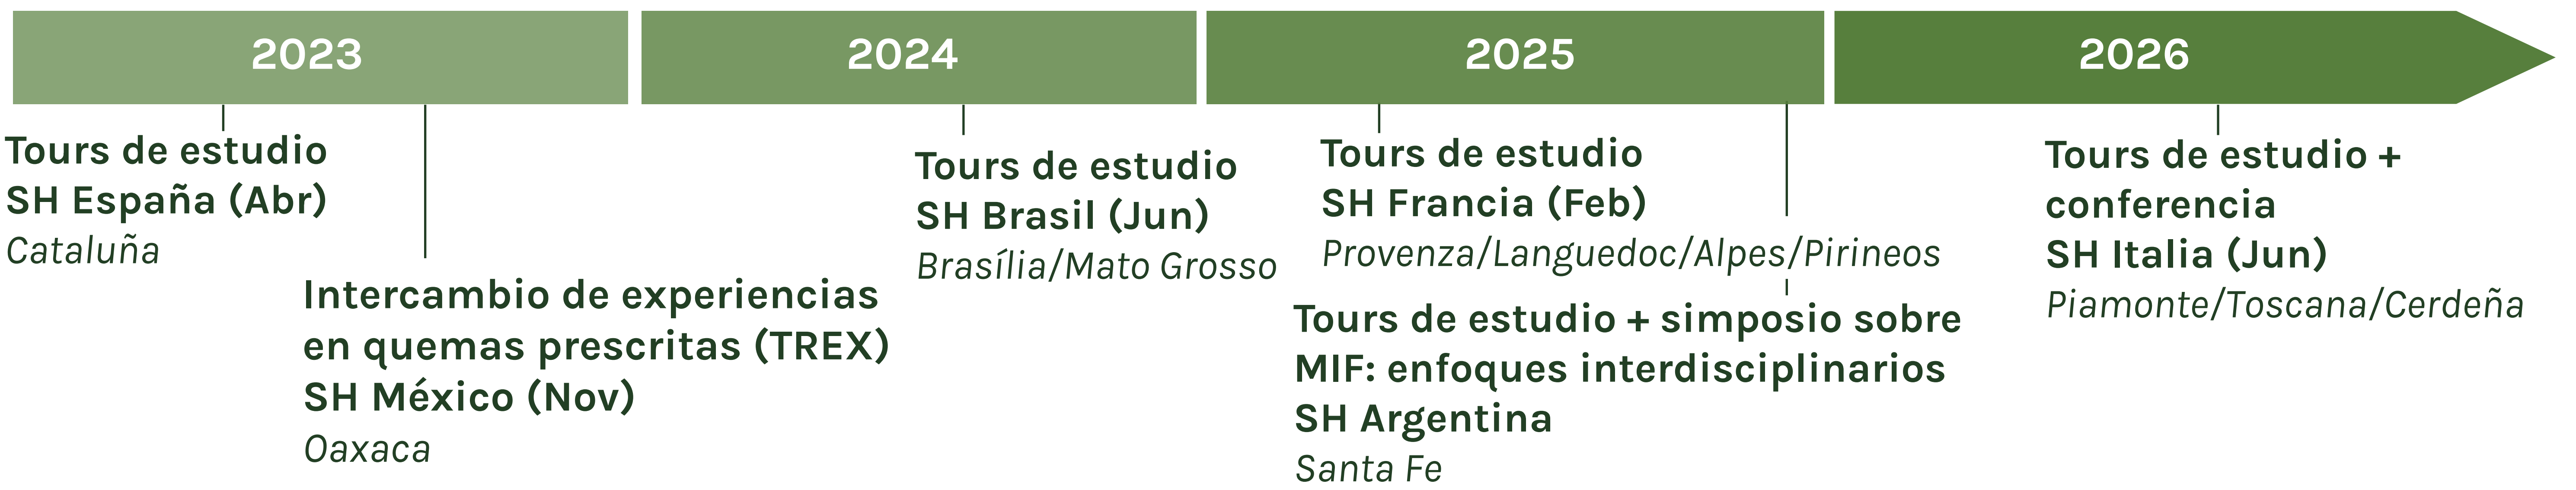 2023
2024
2025
2026
Tours de estudio
SH España (Abr)
Cataluña
Intercambio de experiencias
en quemas prescritas (TREX)
SH México (Nov)
Oaxaca
Tours de estudio
SH Brasil (Jun)
Brasília/Mato Grosso
Tours de estudio
SH Francia (Feb)
Provenza/Languedoc/Alpes/Pirineos
Tours de estudio + simposio sobre
MIF: enfoques interdisciplinarios
SH Argentina
Santa Fe
Tours de estudio +
conferencia
SH Italia (Jun)
Piamonte/Toscana/Cerdeña